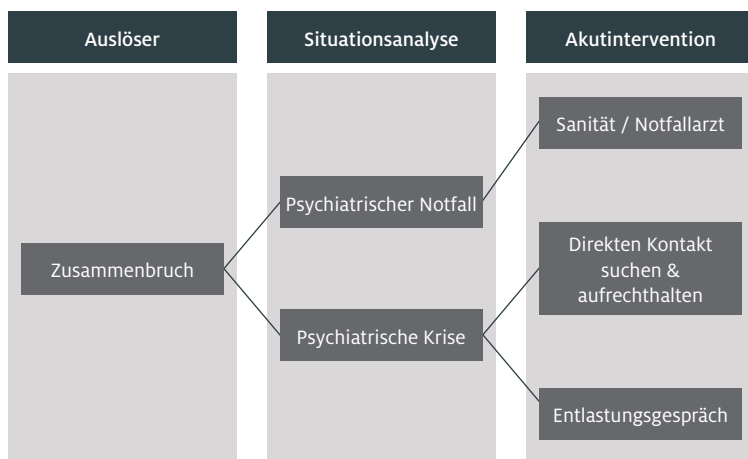 Auslöser
Situationsanalyse
Akutintervention
Zusammenbruch
Psychiatrischer Notfall
Psychiatrische Krise
Sanität / Notfallarzt
Direkten Kontakt
suchen &
aufrechthalten
Entlastungsgespräch